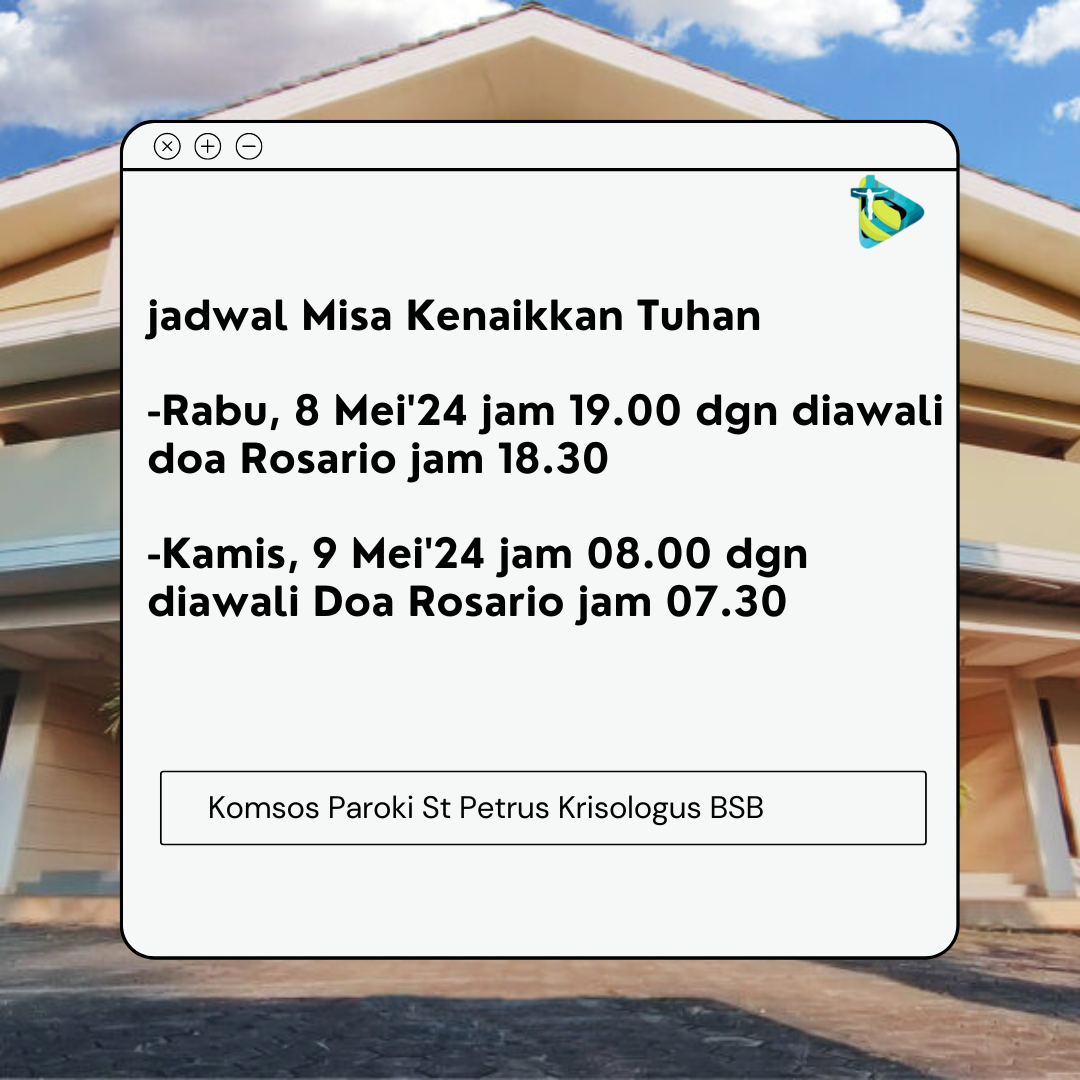 jadwal Misa Kenaikkan Tuhan
-Rabu, 8 Mei'24 jam 19.00 dgn diawali
doa Rosario jam 18.30
-Kamis, 9 Mei'24 jam 08.00 dgn
diawali Doa Rosario jam 07.30
Komsos Paroki St Petrus Krisologus BSB